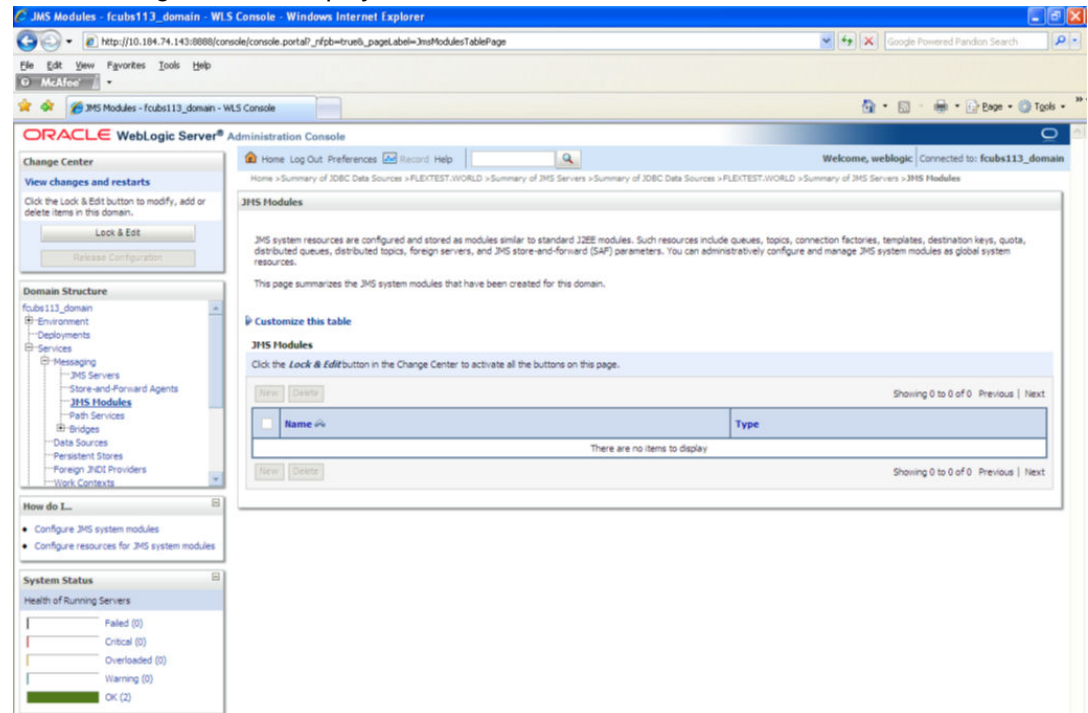 JMS Modules - fcubs113_domain - WLS Console - Windows Internet Explorer
http://10.184.74.143:8888/console/console.portal?_nfpb=true&_pageLabel=JmsModulesTablePage
Google Powered Pandion Search
File Edit View Favorites Tools Help
McAfee
JMS Modules - fcubs113_domain - WLS Console
Page Tools
ORACLE WebLogic Server® Administration Console
Change Center
View changes and restarts
Click the Lock & Edit button to modify, add or
delete items in this domain.
Lock & Edit
Release Configuration
Domain Structure
fcubs113_domain
Environment
Deployments
Services
Messaging
JMS Servers
Store-and-Forward Agents
JMS Modules
Path Services
Bridges
Data Sources
Persistent Stores
Foreign JNDI Providers
Work Contexts
How do I...
Configure JMS system modules
Configure resources for JMS system modules
System Status
Health of Running Servers
Failed (0)
Critical (0)
Overloaded (0)
Warning (0)
OK (2)
Home Log Out Preferences Record Help
Welcome, weblogic Connected to: fcubs113_domain
Home >Summary of JDBC Data Sources >FLEXTEST.WORLD >Summary of JMS Servers >Summary of JDBC Data Sources >FLEXTEST.WORLD >Summary of JMS Servers >JMS Modules
JMS Modules
JMS system resources are configured and stored as modules similar to standard J2EE modules. Such resources include queues, topics, connection factories, templates, destination keys, quota,
distributed queues, distributed topics, foreign servers, and JMS store-and-forward (SAF) parameters. You can administratively configure and manage JMS system modules as global system
resources.
This page summarizes the JMS system modules that have been created for this domain.
Customize this table
JMS Modules
Click the Lock & Edit button in the Change Center to activate all the buttons on this page.
New Delete
Showing 0 to 0 of 0 Previous | Next
Name Type
There are no items to display
New Delete
Showing 0 to 0 of 0 Previous | Next